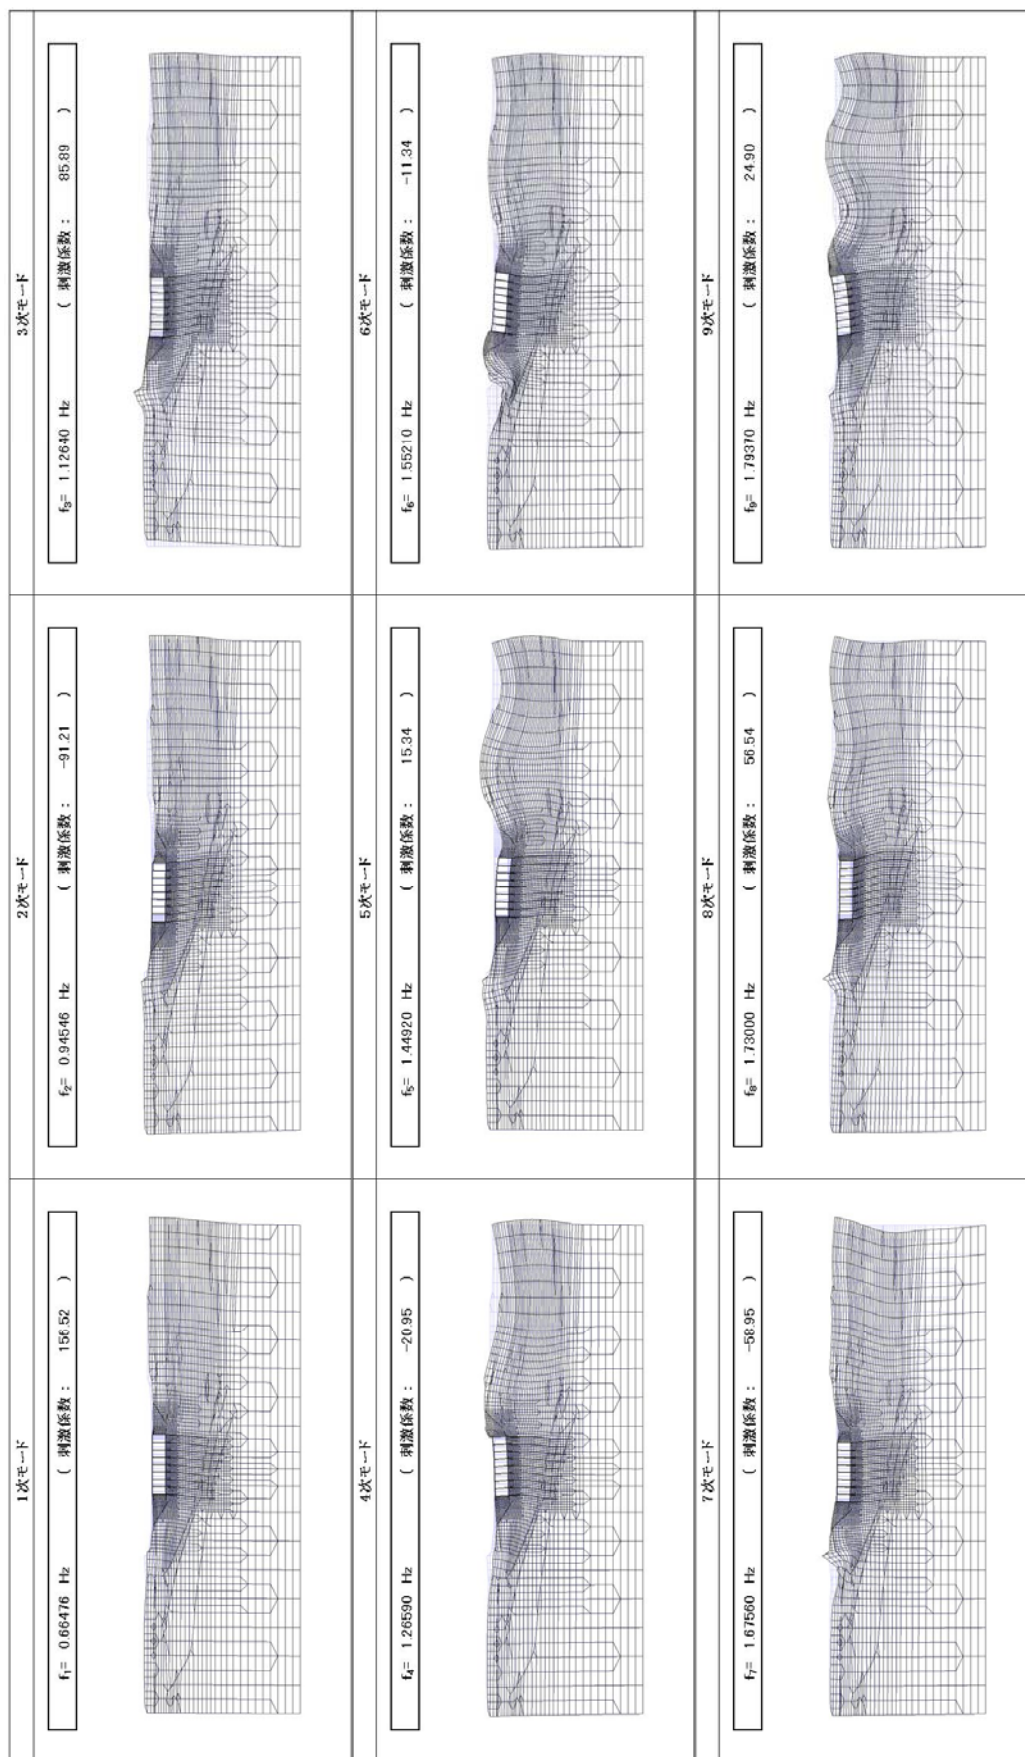 1次モード
f₁= 0.66476 Hz ( 刺激係数: 156.52 )
2次モード
f₂= 0.94546 Hz ( 刺激係数: -91.21 )
3次モード
f₃= 1.12640 Hz ( 刺激係数: 85.89 )
4次モード
f₄= 1.26590 Hz ( 刺激係数: -20.95 )
5次モード
f₅= 1.44920 Hz ( 刺激係数: 15.34 )
6次モード
f₆= 1.55210 Hz ( 刺激係数: -11.34 )
7次モード
f₇= 1.67560 Hz ( 刺激係数: -58.95 )
8次モード
f₈= 1.73000 Hz ( 刺激係数: 56.54 )
9次モード
f₉= 1.79370 Hz ( 刺激係数: 24.90 )